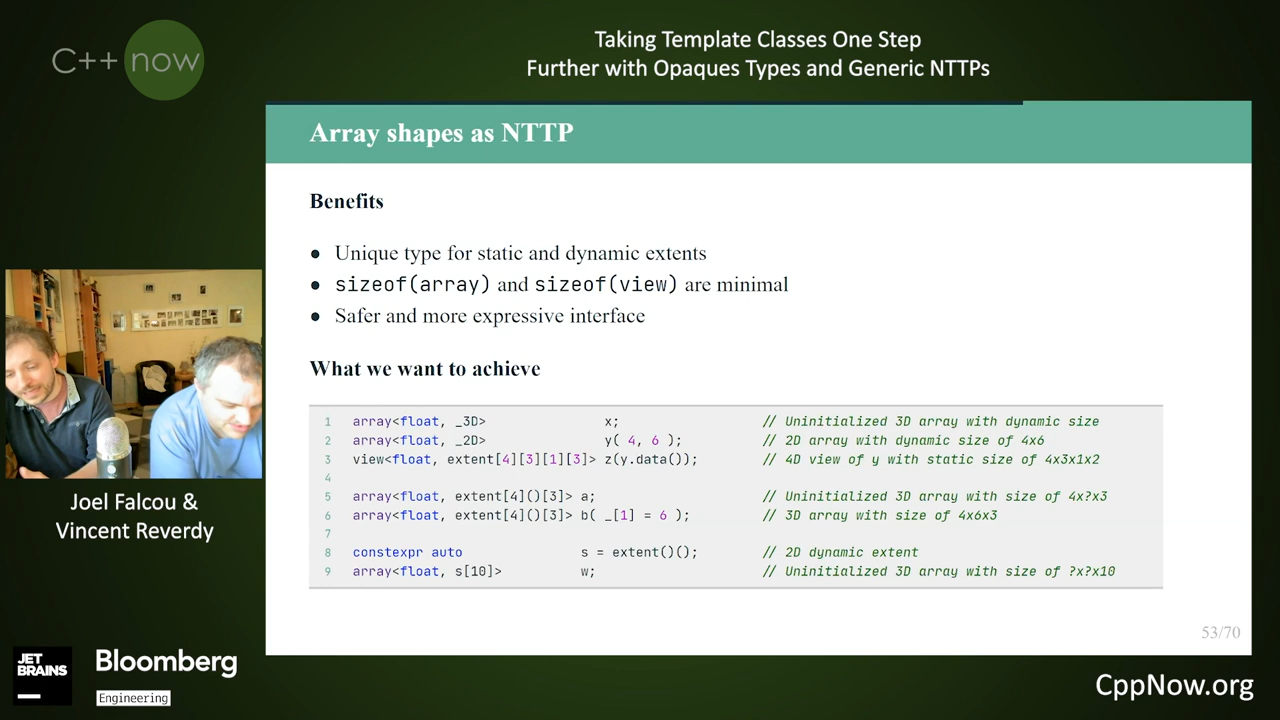 C++ now
Taking Template Classes One Step
Further with Opaques Types and Generic NTTPs
Array shapes as NTTP
Benefits
● Unique type for static and dynamic extents
● sizeof(array) and sizeof(view) are minimal
● Safer and more expressive interface
What we want to achieve
1 array<float, _3D> x; // Uninitialized 3D array with dynamic size
2 array<float, _2D> y( 4, 6 ); // 2D array with dynamic size of 4x6
3 view<float, extent[4][3][1][3]> z(y.data()); // 4D view of y with static size of 4x3x1x2
4
5 array<float, extent[4]()[3]> a; // Uninitialized 3D array with size of 4x?x3
6 array<float, extent[4]()[3]> b( _[1] = 6 ); // 3D array with size of 4x6x3
7
8 constexpr auto s = extent()(); // 2D dynamic extent
9 array<float, s[10]> w; // Uninitialized 3D array with size of ?x?x10
53/70
Joel Falcou &
Vincent Reverdy
JET
BRAINS
Bloomberg
Engineering
CppNow.org